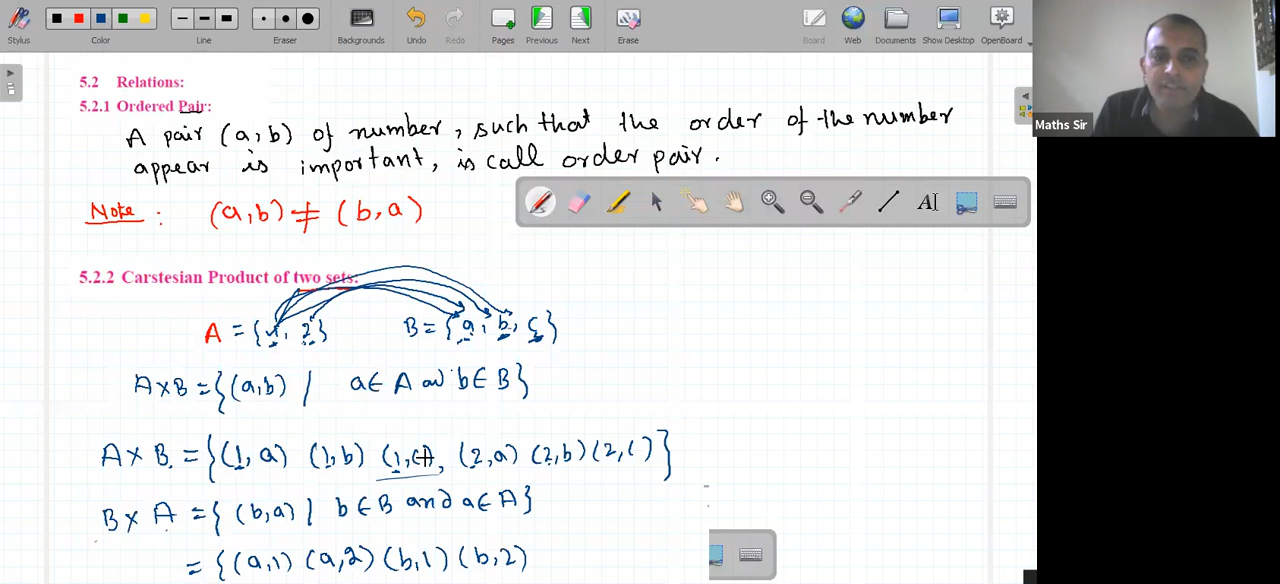 Stylus Color Line Eraser Backgrounds Undo Redo Pages Previous Next Erase Board Web Documents Show Desktop OpenBoard
Maths Sir
5.2 Relations:
5.2.1 Ordered Pair:
A pair (a,b) of number, such that the order of the number
appear is important, is call order pair.
Note : (a,b) ≠ (b,a)
5.2.2 Carstesian Product of two sets:
A = {1, 2} B = {a, b, c}
A×B = {(a,b) | a∈ A and b∈ B}
A× B = {(1,a) (1,b) (1,c), (2,a) (2,b) (2,c)}
B× A = { (b,a) | b∈B and a∈ A}
= {(a,1) (a,2) (b,1) (b,2)